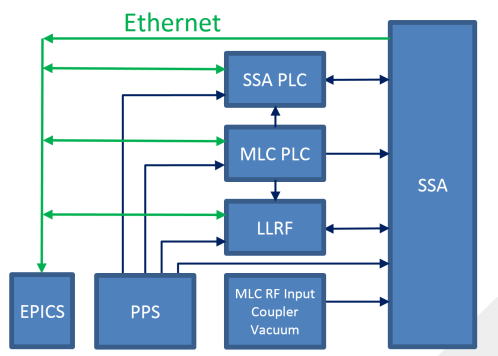 Ethernet
SSA PLC
MLC PLC
SSA
LLRF
EPICS
PPS
MLC RF Input
Coupler
Vacuum